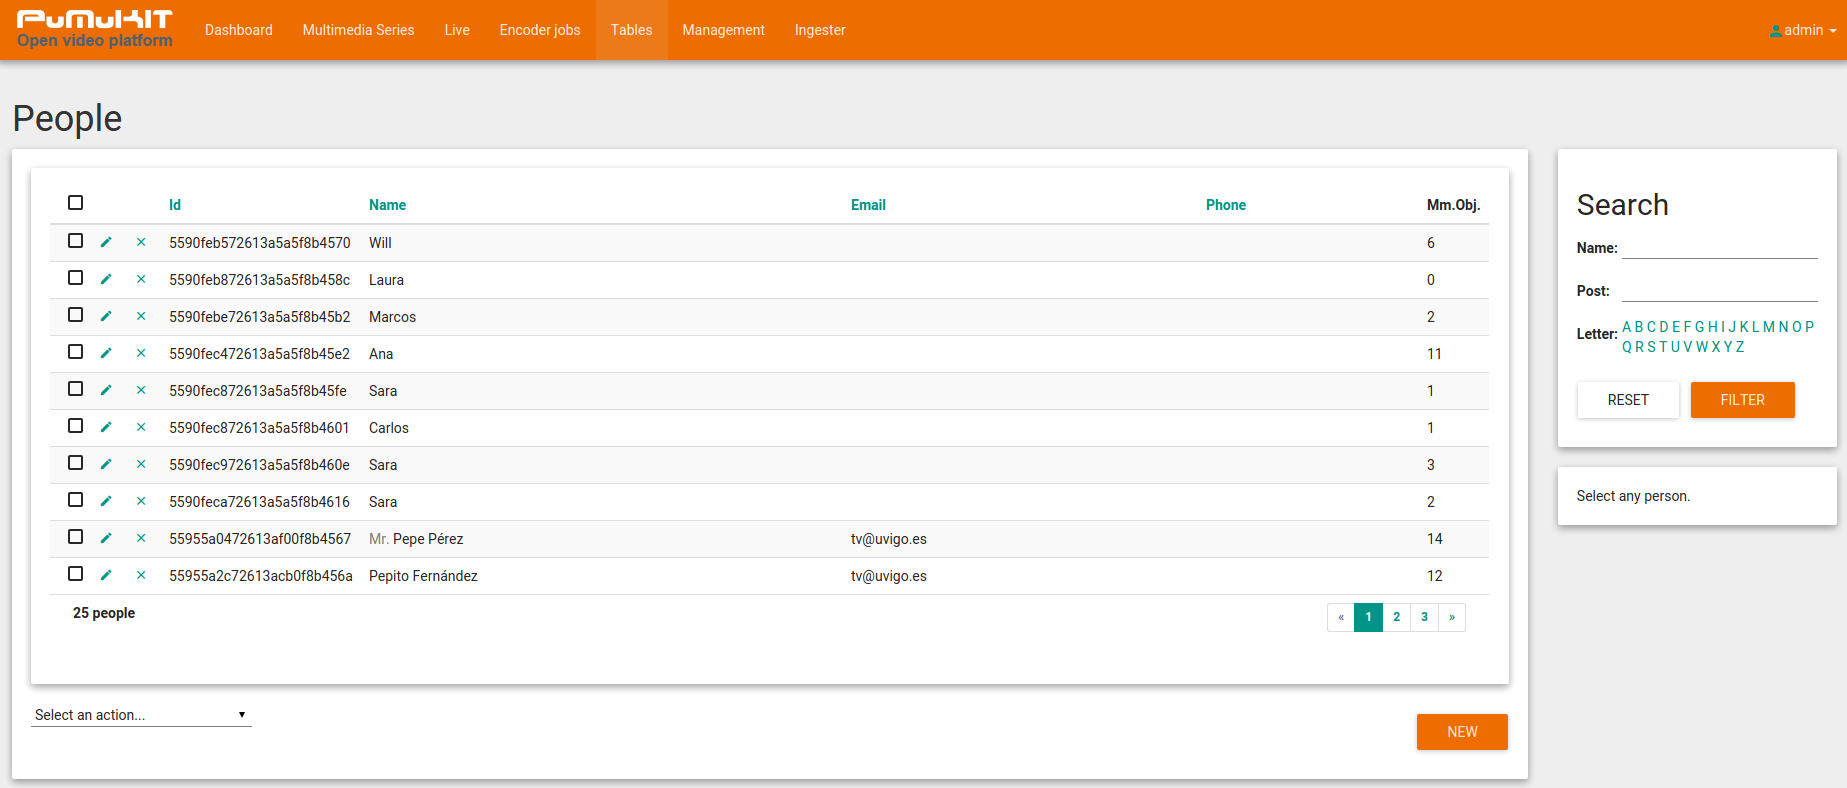 PuMuKIT
Open video platform
Dashboard Multimedia Series Live Encoder jobs Tables Management Ingester admin
People
Id Name Email Phone Mm.Obj.
5590feb572613a5a5f8b4570 Will 6
5590feb872613a5a5f8b458c Laura 0
5590febe72613a5a5f8b45b2 Marcos 2
5590fec472613a5a5f8b45e2 Ana 11
5590fec872613a5a5f8b45fe Sara 1
5590fec872613a5a5f8b4601 Carlos 1
5590fec972613a5a5f8b460e Sara 3
5590feca72613a5a5f8b4616 Sara 2
55955a0472613af00f8b4567 Mr. Pepe Pérez tv@uvigo.es 14
55955a2c72613acb0f8b456a Pepito Fernández tv@uvigo.es 12
25 people
« 1 2 3 »
Select an action...
NEW
Search
Name:
Post:
Letter: A B C D E F G H I J K L M N O P
Q R S T U V W X Y Z
RESET FILTER
Select any person.